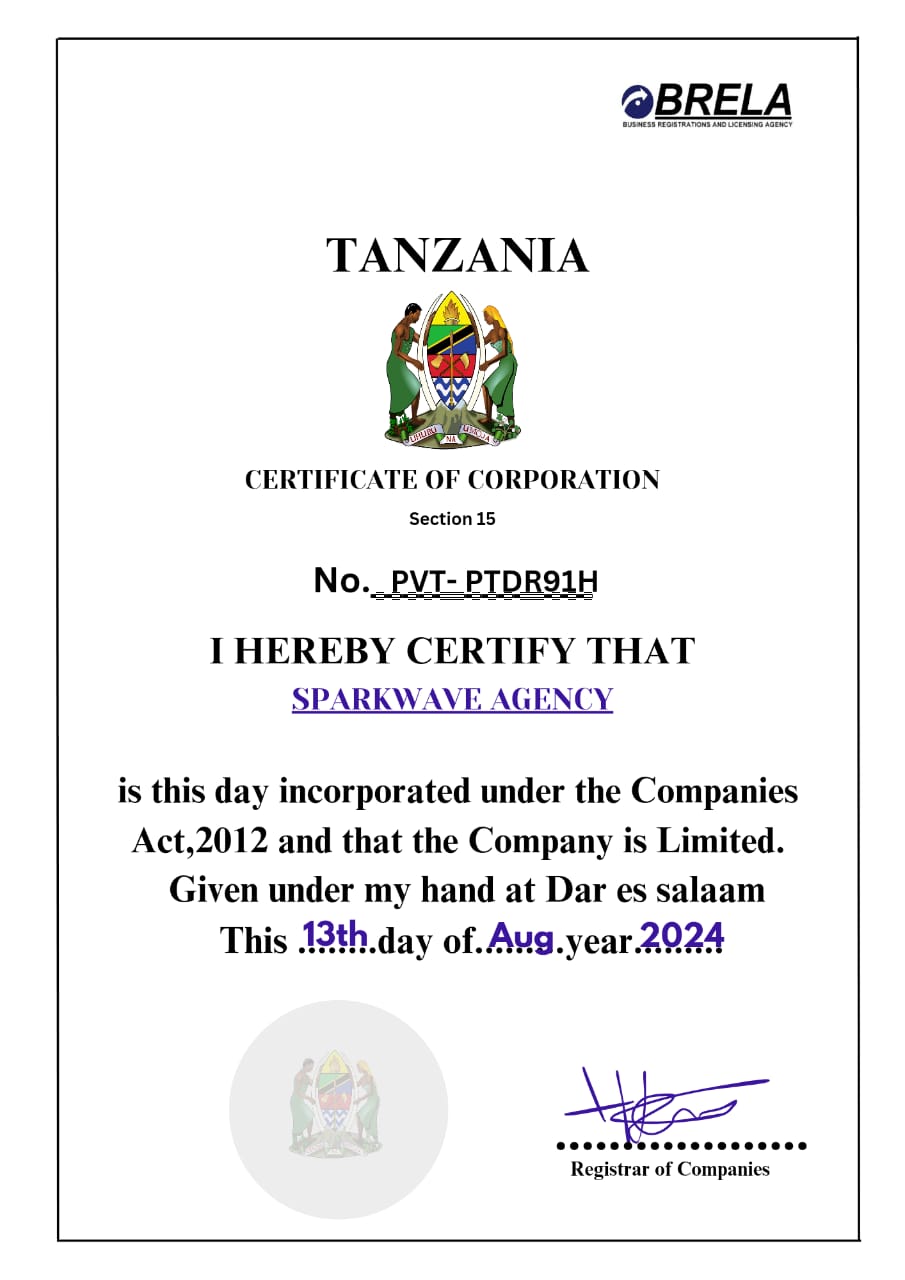 BRELA
BUSINESS REGISTRATIONS AND LICENSING AGENCY
TANZANIA
UHURU NA UMOJA
CERTIFICATE OF CORPORATION
Section 15
No. PVT- PTDR91H
I HEREBY CERTIFY THAT
SPARKWAVE AGENCY
is this day incorporated under the Companies
Act,2012 and that the Company is Limited.
Given under my hand at Dar es salaam
This .13th.day of.Aug.year.2024
Registrar of Companies